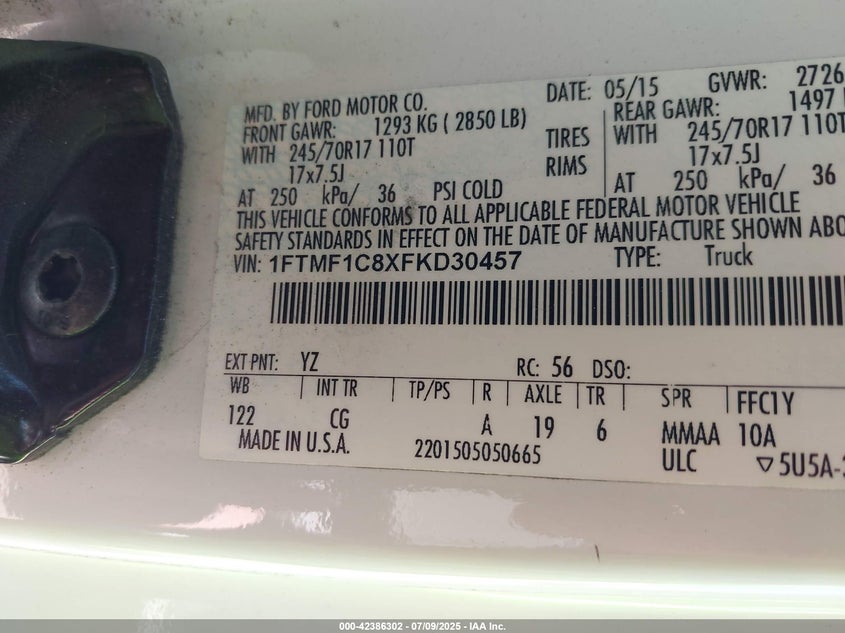 MFD. BY FORD MOTOR CO. DATE: 05/15 GVWR: 2726
FRONT GAWR: 1293 KG ( 2850 LB) REAR GAWR: 1497
WITH 245/70R17 110T TIRES WITH 245/70R17 110T
17x7.5J RIMS 17x7.5J
AT 250 kPa/ 36 PSI COLD AT 250 kPa/ 36
THIS VEHICLE CONFORMS TO ALL APPLICABLE FEDERAL MOTOR VEHICLE
SAFETY STANDARDS IN EFFECT ON THE DATE OF MANUFACTURE SHOWN ABO
VIN: 1FTMF1C8XFKD30457 TYPE: Truck
EXT PNT: YZ RC: 56 DSO:
WB INT TR TP/PS R AXLE TR SPR FFC1Y
122 CG A 19 6 MMAA 10A
MADE IN U.S.A. 2201505050665 ULC ▽5U5A-
000-42386302 / 07/09/2025 - IAA Inc.